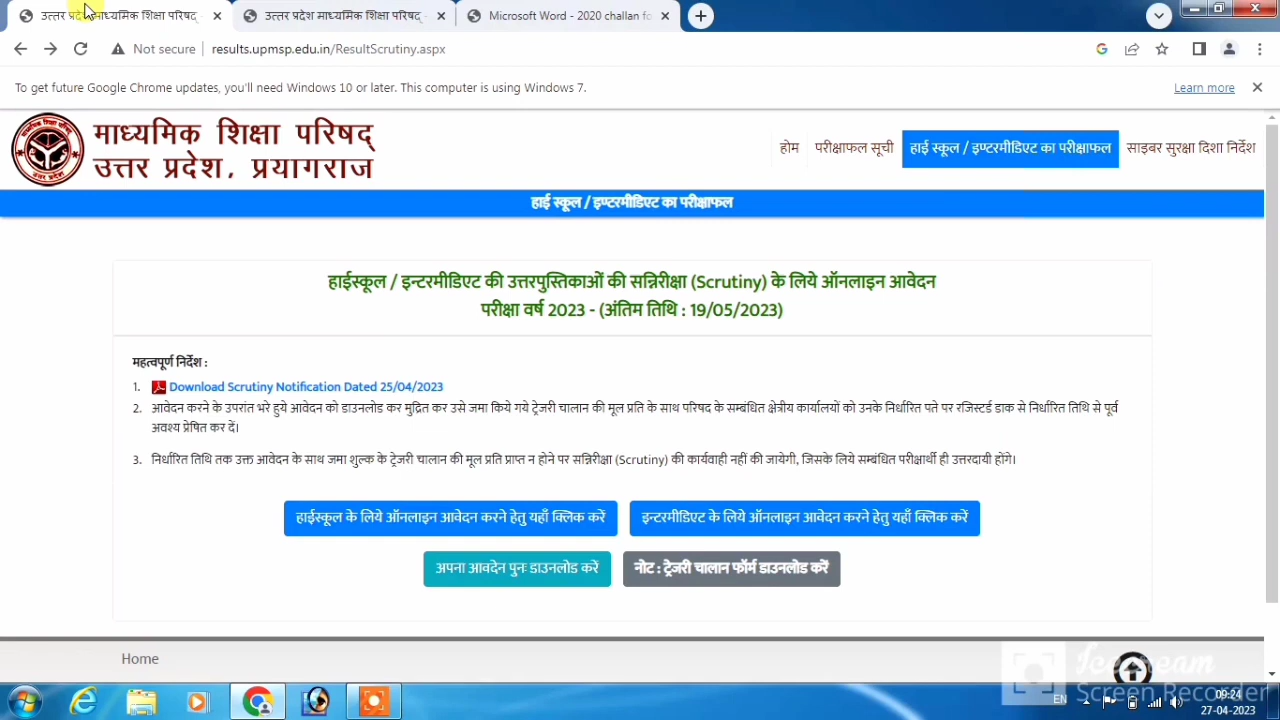 उत्तर प्रदेश माध्यमिक शिक्षा परिषद -
उत्तर प्रदेश माध्यमिक शिक्षा परिषद -
Microsoft Word - 2020 challan fo
Not secure
results.upmsp.edu.in/ResultScrutiny.aspx
To get future Google Chrome updates, you'll need Windows 10 or later. This computer is using Windows 7.
Learn more
माध्यमिक शिक्षा परिषद्
उत्तर प्रदेश, प्रयागराज
होम परीक्षाफल सूची हाई स्कूल / इण्टरमीडिएट का परीक्षाफल साइबर सुरक्षा दिशा निर्देश
हाई स्कूल / इण्टरमीडिएट का परीक्षाफल
हाईस्कूल / इन्टरमीडिएट की उत्तरपुस्तिकाओं की सन्निरीक्षा (Scrutiny) के लिये ऑनलाइन आवेदन
परीक्षा वर्ष 2023 - (अंतिम तिथि : 19/05/2023)
महत्वपूर्ण निर्देश :
1. Download Scrutiny Notification Dated 25/04/2023
2. आवेदन करने के उपरांत भरे हुये आवेदन को डाउनलोड कर मुद्रित कर उसे जमा किये गये ट्रेजरी चालान की मूल प्रति के साथ परिषद के सम्बंधित क्षेत्रीय कार्यालयों को उनके निर्धारित पते पर रजिस्टर्ड डाक से निर्धारित तिथि से पूर्व
अवश्य प्रेषित कर दें।
3. निर्धारित तिथि तक उक्त आवेदन के साथ जमा शुल्क के ट्रेजरी चालान की मूल प्रति प्राप्त न होने पर सन्निरीक्षा (Scrutiny) की कार्यवाही नहीं की जायेगी, जिसके लिये सम्बंधित परीक्षार्थी ही उत्तरदायी होंगे।
हाईस्कूल के लिये ऑनलाइन आवेदन करने हेतु यहाँ क्लिक करें
इन्टरमीडिएट के लिये ऑनलाइन आवेदन करने हेतु यहाँ क्लिक करें
अपना आवदेन पुनः डाउनलोड करें
नोट : ट्रेजरी चालान फॉर्म डाउनलोड करें
Home
Icecream
Screen Recorder
EN
09:24
27-04-2023